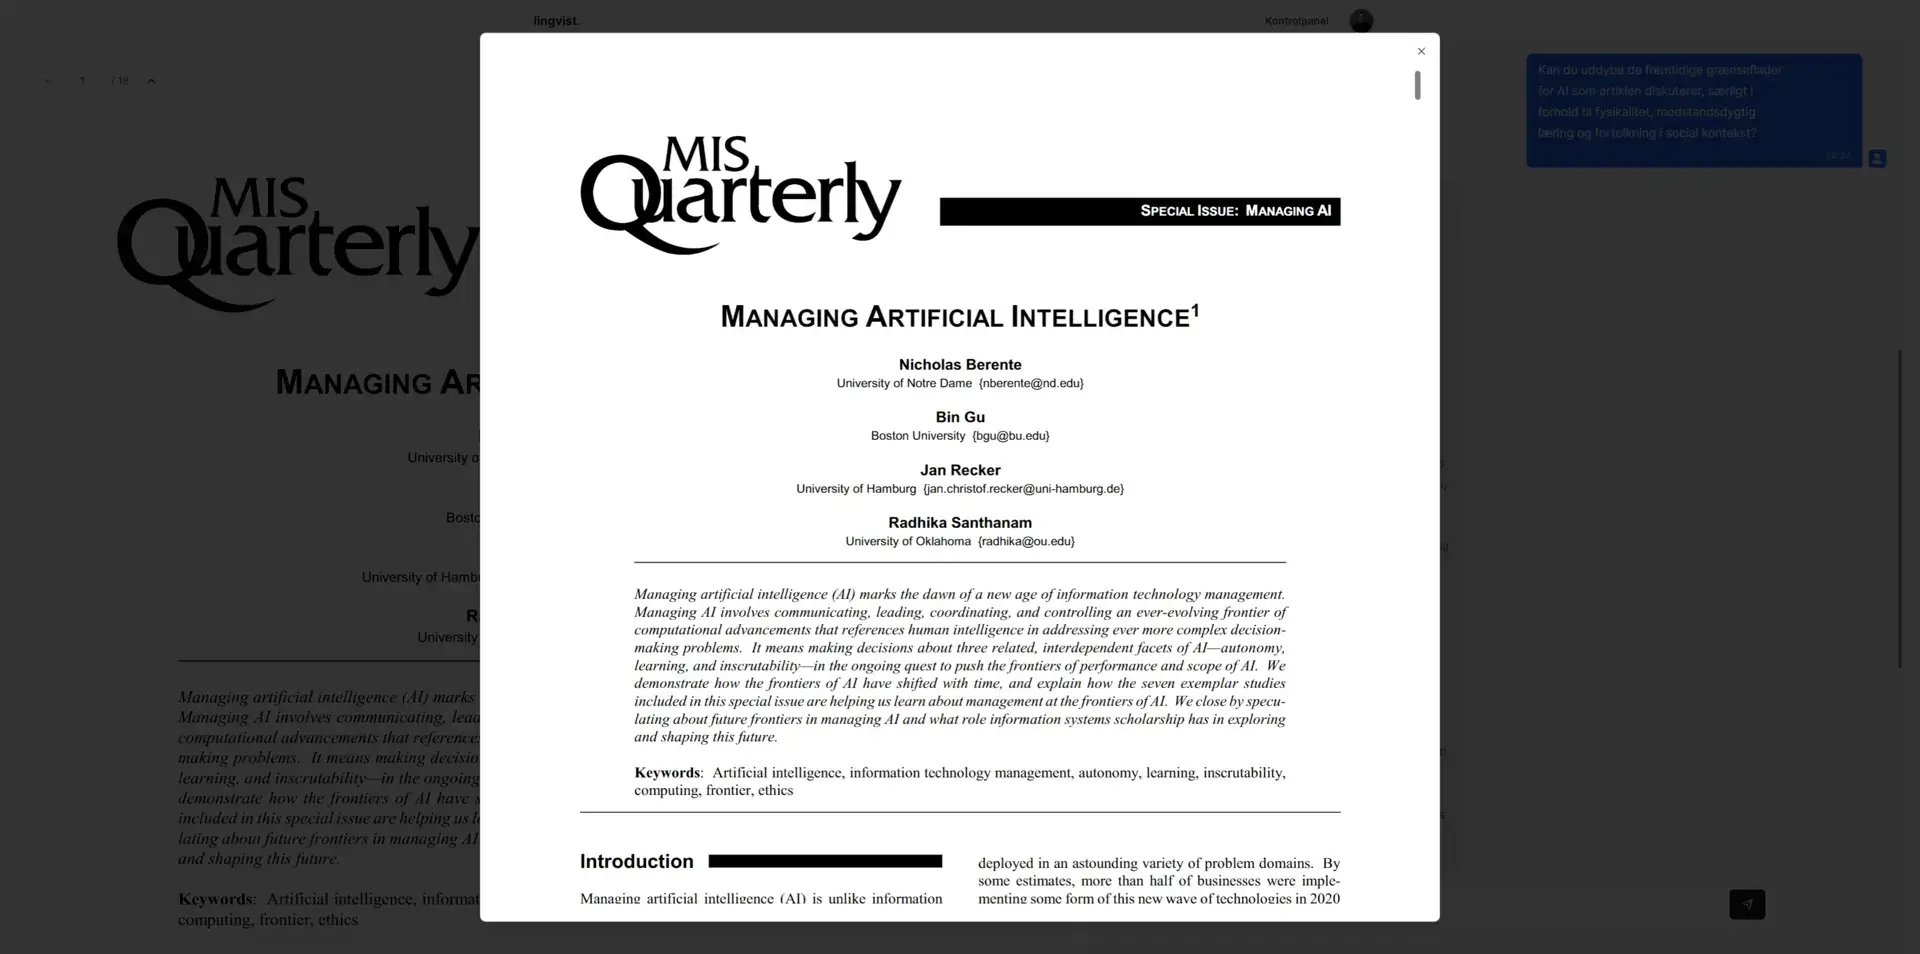 lingvist.
Kontrolpanel
1 / 18
MIS
Quarterly
MANAGING AR
University o
Bosto
University of Hamb
R
University
Managing artificial intelligence (AI) marks
Managing AI involves communicating, lead
computational advancements that reference
making problems. It means making decisio
learning, and inscrutability—in the ongoing
demonstrate how the frontiers of AI have s
included in this special issue are helping us l
lating about future frontiers in managing AI
and shaping this future.
Keywords: Artificial intelligence, informat
computing, frontier, ethics
×
MIS
Quarterly
SPECIAL ISSUE: MANAGING AI
MANAGING ARTIFICIAL INTELLIGENCE¹
Nicholas Berente
University of Notre Dame {nberente@nd.edu}
Bin Gu
Boston University {bgu@bu.edu}
Jan Recker
University of Hamburg {jan.christof.recker@uni-hamburg.de}
Radhika Santhanam
University of Oklahoma {radhika@ou.edu}
Managing artificial intelligence (AI) marks the dawn of a new age of information technology management.
Managing AI involves communicating, leading, coordinating, and controlling an ever-evolving frontier of
computational advancements that references human intelligence in addressing ever more complex decision-
making problems. It means making decisions about three related, interdependent facets of AI—autonomy,
learning, and inscrutability—in the ongoing quest to push the frontiers of performance and scope of AI. We
demonstrate how the frontiers of AI have shifted with time, and explain how the seven exemplar studies
included in this special issue are helping us learn about management at the frontiers of AI. We close by specu-
lating about future frontiers in managing AI and what role information systems scholarship has in exploring
and shaping this future.
Keywords: Artificial intelligence, information technology management, autonomy, learning, inscrutability,
computing, frontier, ethics
Introduction
Managing artificial intelligence (AI) is unlike information
deployed in an astounding variety of problem domains. By
some estimates, more than half of businesses were imple-
menting some form of this new wave of technologies in 2020
Kan du uddybe de fremtidige grænseflader
for AI som artiklen diskuterer, særligt i
forhold til fysikalitet, modstandsdygtig
læring og fortolkning i social kontekst?